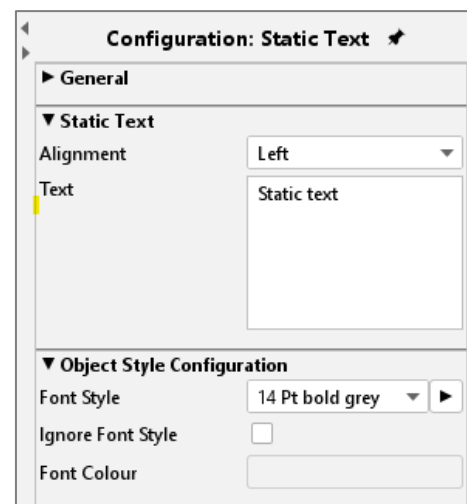 Configuration: Static Text
General
Static Text
Alignment Left
Text Static text
Object Style Configuration
Font Style 14 Pt bold grey
Ignore Font Style
Font Colour